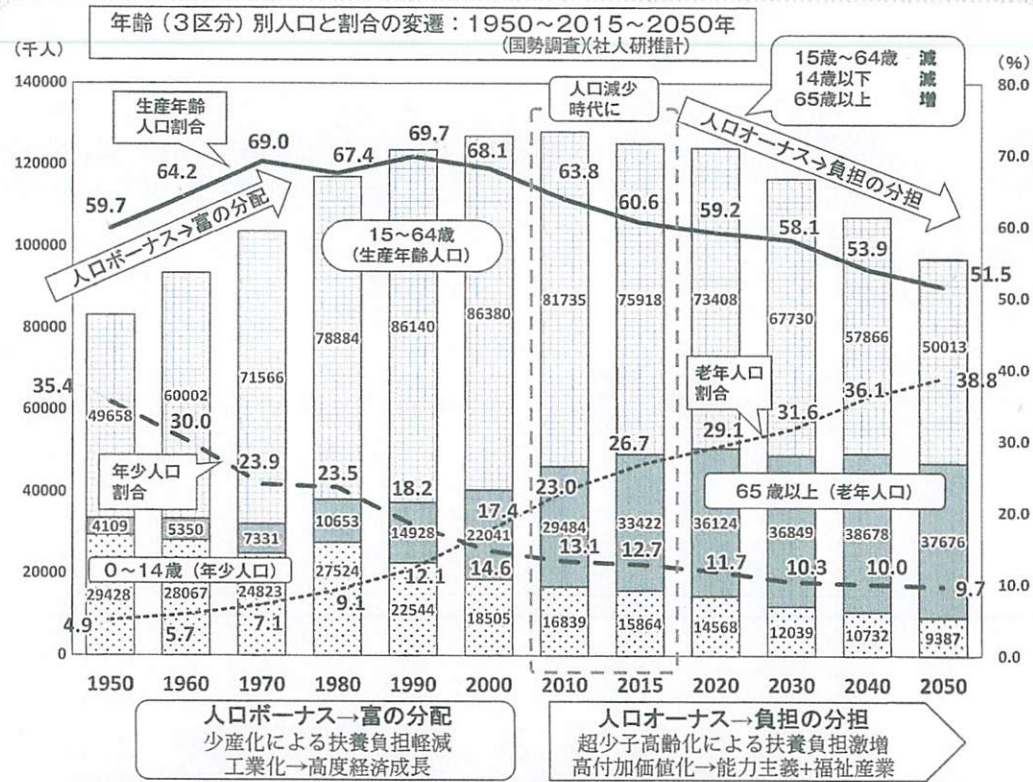 年齢（3区分）別人口と割合の変遷：1950～2015～2050年
(国勢調査)(社人研推計)
（千人）
(%)
15歳～64歳 減
14歳以下 減
65歳以上 増
140000
120000
100000
80000
60000
40000
20000
0
80.0
70.0
60.0
50.0
40.0
30.0
20.0
10.0
0.0
生産年齢
人口割合
人口減少
時代に
人口ボーナス→富の分配
人口オーナス→負担の分担
59.7 64.2 69.0 67.4 69.7 68.1 63.8 60.6 59.2 58.1 53.9 51.5
15～64歳
（生産年齢人口）
49658 60002 71566 78884 86140 86380 81735 75918 73408 67730 57866 50013
年少人口
割合
老年人口
割合
35.4 30.0 23.9 23.5 18.2 14.6 13.1 12.7 11.7 10.3 10.0 9.7
4.9 5.7 7.1 9.1 12.1 17.4 23.0 26.7 29.1 31.6 36.1 38.8
65歳以上（老年人口）
4109 5350 7331 10653 14928 22041 29484 33422 36124 36849 38678 37676
0～14歳（年少人口）
29428 28067 24823 27524 22544 18505 16839 15864 14568 12039 10732 9387
1950 1960 1970 1980 1990 2000 2010 2015 2020 2030 2040 2050
人口ボーナス→富の分配
少産化による扶養負担軽減
工業化→高度経済成長
人口オーナス→負担の分担
超少子高齢化による扶養負担激増
高付加価値化→能力主義+福祉産業